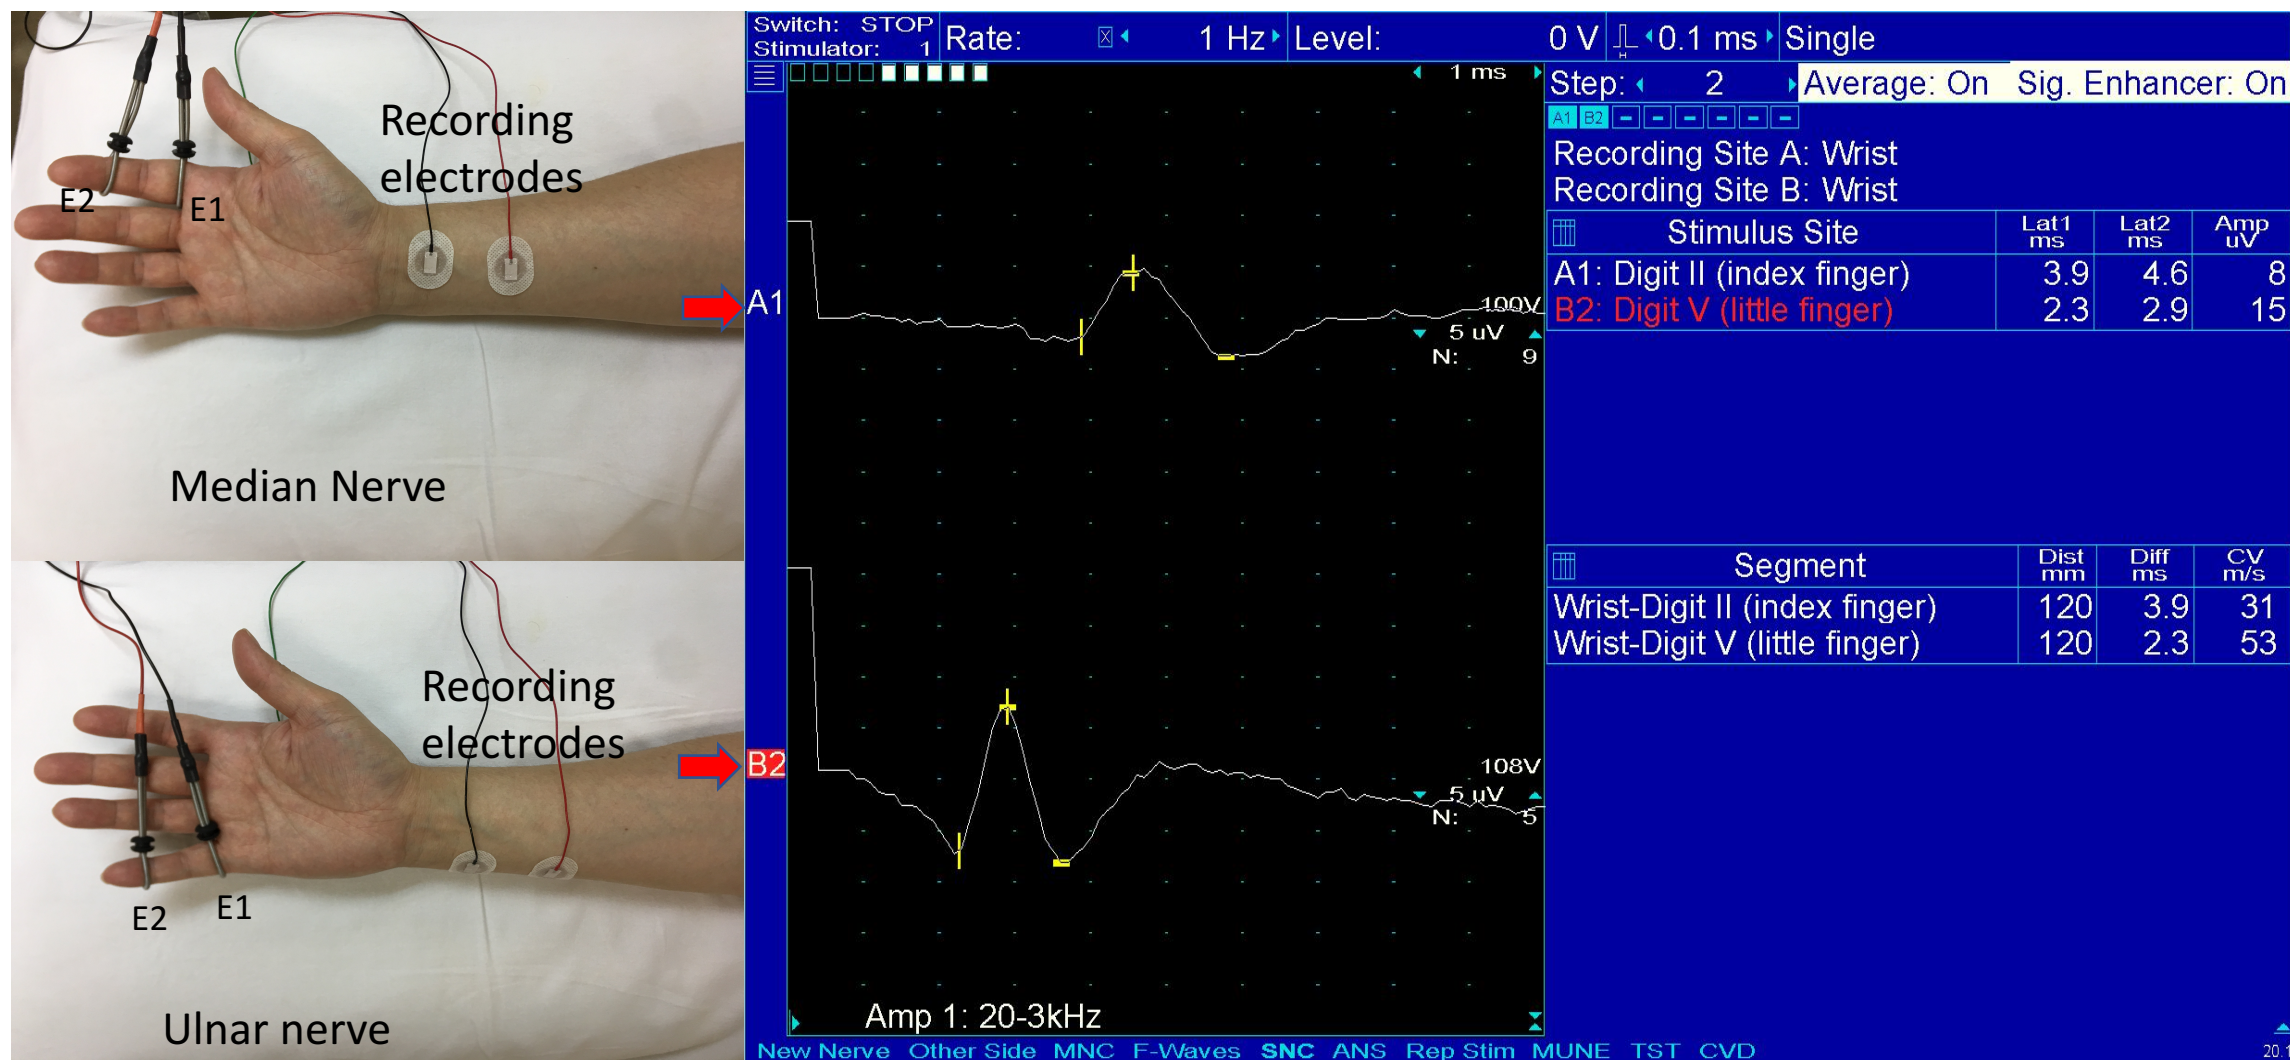 Recording
electrodes
E2
E1
Median Nerve
Recording
electrodes
E2
E1
Ulnar nerve
Switch: STOP
Stimulator: 1
Rate: 1 Hz
Level: 0 V
0.1 ms
Single
1 ms
Step: 2
Average: On Sig. Enhancer: On
A1 B2
Recording Site A: Wrist
Recording Site B: Wrist
Stimulus Site Lat1 ms Lat2 ms Amp uV
A1: Digit II (index finger) 3.9 4.6 8
B2: Digit V (little finger) 2.3 2.9 15
A1
100V
5 uV
N: 9
Segment Dist mm Diff ms CV m/s
Wrist-Digit II (index finger) 120 3.9 31
Wrist-Digit V (little finger) 120 2.3 53
B2
108V
5 uV
N: 5
Amp 1: 20-3kHz
New Nerve Other Side MNC F-Waves SNC ANS Rep Stim MUNE TST CVD